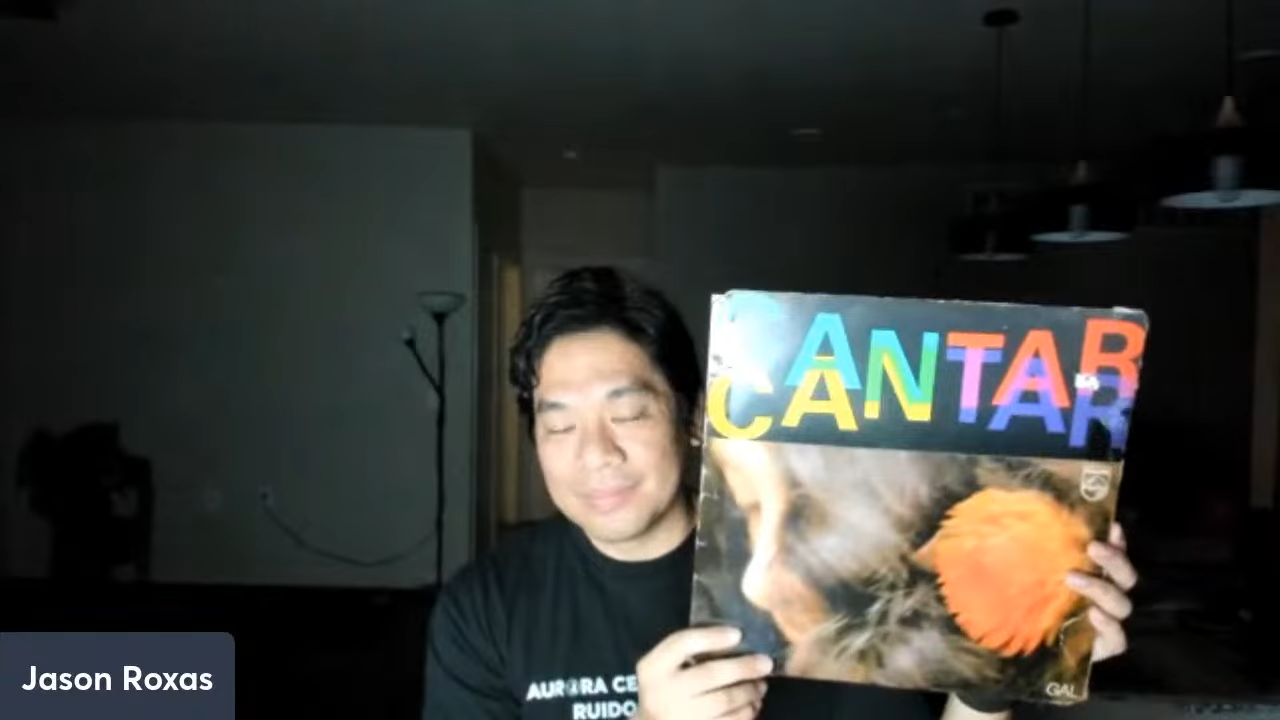 CANTAR
CANTAR
GAL
AURORA CE
RUIDO
Jason Roxas